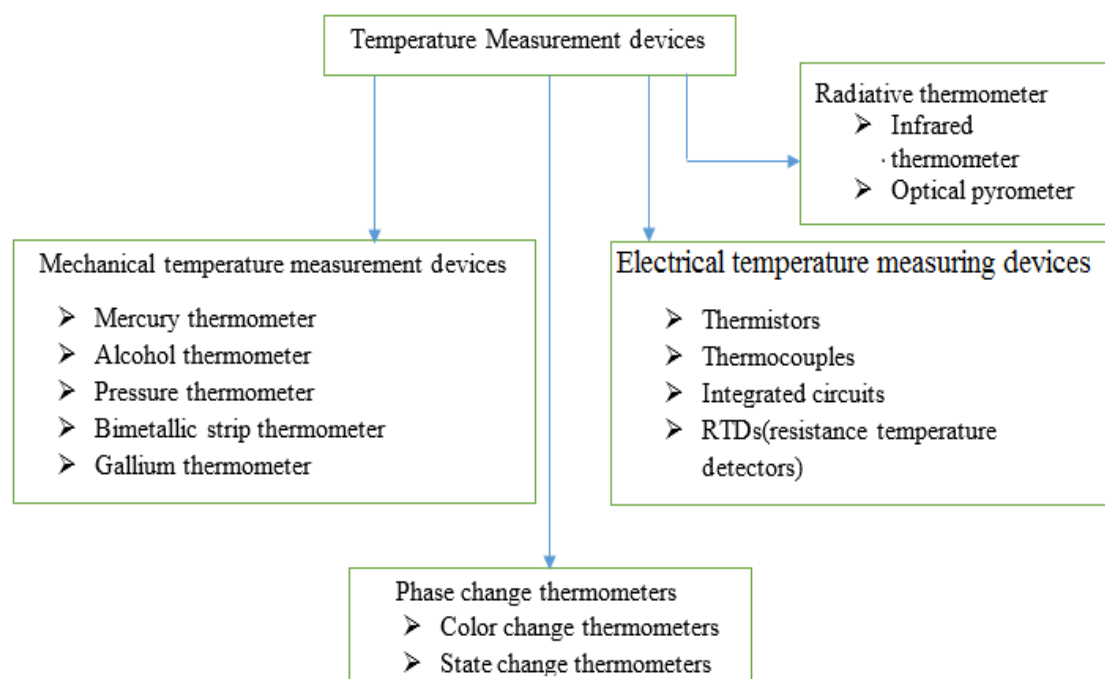 Temperature Measurement devices
Radiative thermometer
➤ Infrared
thermometer
➤ Optical pyrometer
Mechanical temperature measurement devices
➤ Mercury thermometer
➤ Alcohol thermometer
➤ Pressure thermometer
➤ Bimetallic strip thermometer
➤ Gallium thermometer
Electrical temperature measuring devices
➤ Thermistors
➤ Thermocouples
➤ Integrated circuits
➤ RTDs(resistance temperature
detectors)
Phase change thermometers
➤ Color change thermometers
➤ State change thermometers